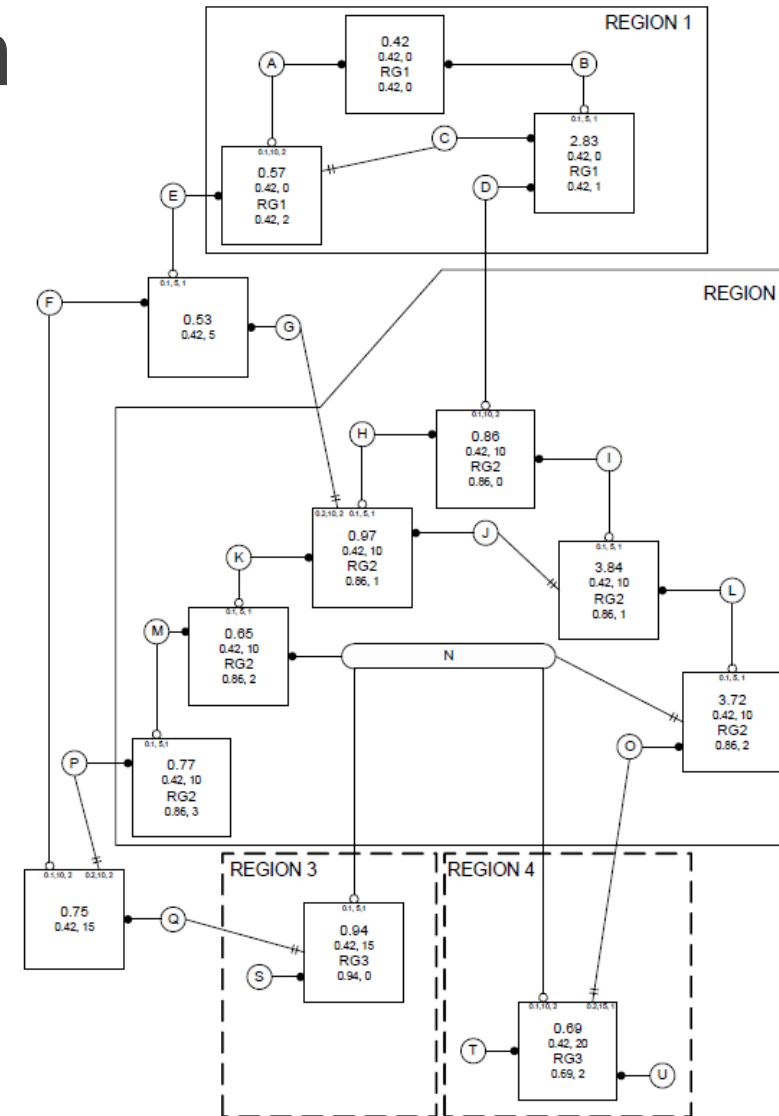 n
REGION 1
A
0.42
0.42, 0
RG1
0.42, 0
B
0.1, 5, 1
C
2.83
0.42, 0
RG1
0.42, 1
0.1,10, 2
0.57
0.42, 0
RG1
0.42, 2
D
E
0.1, 5, 1
REGION
F
0.53
0.42, 5
G
0.1,10, 2
0.86
0.42, 10
RG2
0.86, 0
H
I
0.2,10, 2
0.1, 5, 1
0.97
0.42, 10
RG2
0.86, 1
J
0.1, 5, 1
3.84
0.42, 10
RG2
0.86, 1
K
L
0.1, 5, 1
0.65
0.42, 10
RG2
0.86, 2
M
N
0.1, 5, 1
3.72
0.42, 10
RG2
0.86, 2
0.1, 5,1
0.77
0.42, 10
RG2
0.86, 3
O
P
0.1,10, 2
0.2,10, 2
0.75
0.42, 15
Q
REGION 3
0.1, 5,1
0.94
0.42, 15
RG3
0.94, 0
S
REGION 4
0.1,10, 2
0.2,15, 1
0.69
0.42, 20
RG3
0.69, 2
T
U